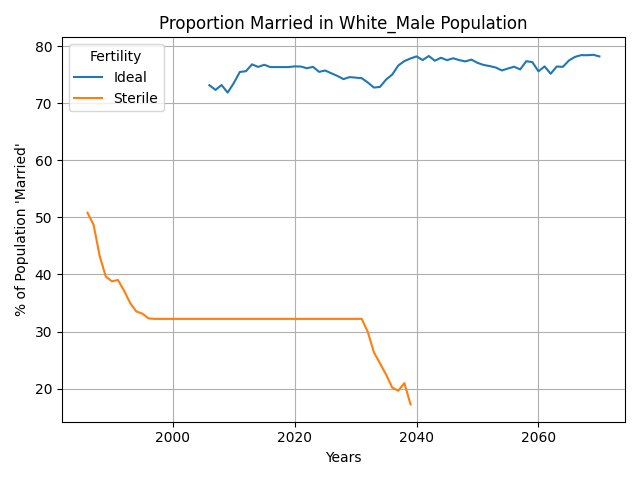 Proportion Married in White_Male Population
% of Population 'Married'
80
70
60
50
40
30
20
Fertility
Ideal
Sterile
2000 2020 2040 2060
Years